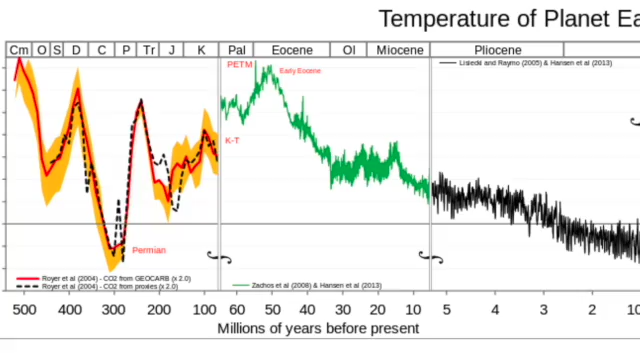 Temperature of Planet Ea
Cm O S D C P Tr J K Pal Eocene Ol Miocene Pliocene
PETM
Early Eocene
Lisiecki and Raymo (2005) & Hansen et al (2013)
K-T
Permian
Royer et al (2004) - CO2 from GEOCARB (x 2.0)
Royer et al (2004) - CO2 from proxies (x 2.0)
Zachos et al (2008) & Hansen et al (2013)
500 400 300 200 100 60 50 40 30 20 10 5 4 3 2 10
Millions of years before present